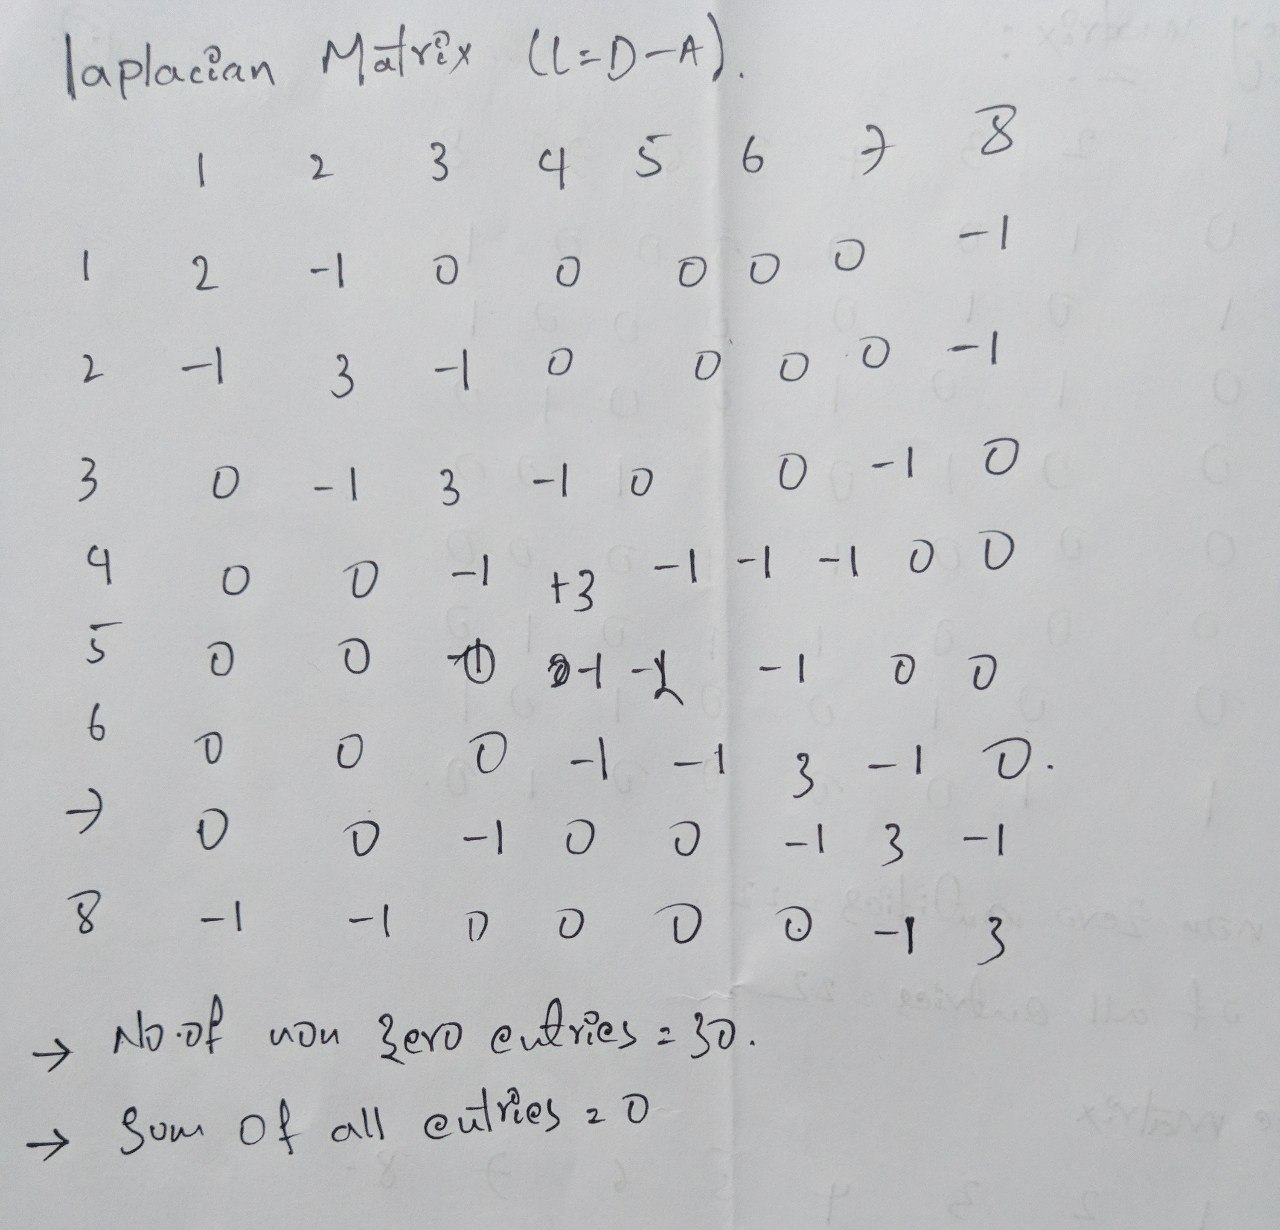 laplacian Matrix (L=D-A).
1 2 3 4 5 6 7 8
1 2 -1 0 0 0 0 0 -1
2 -1 3 -1 0 0 0 0 -1
3 0 -1 3 -1 0 0 -1 0
4 0 0 -1 +3 -1 -1 -1 0 0
5 0 0 0 -1 -1 0 0
6 0 0 0 -1 -1 3 -1 0.
7 0 0 -1 0 0 -1 3 -1
8 -1 -1 0 0 0 0 -1 3
→ No.of non zero entries = 30.
→ Sum of all entries = 0